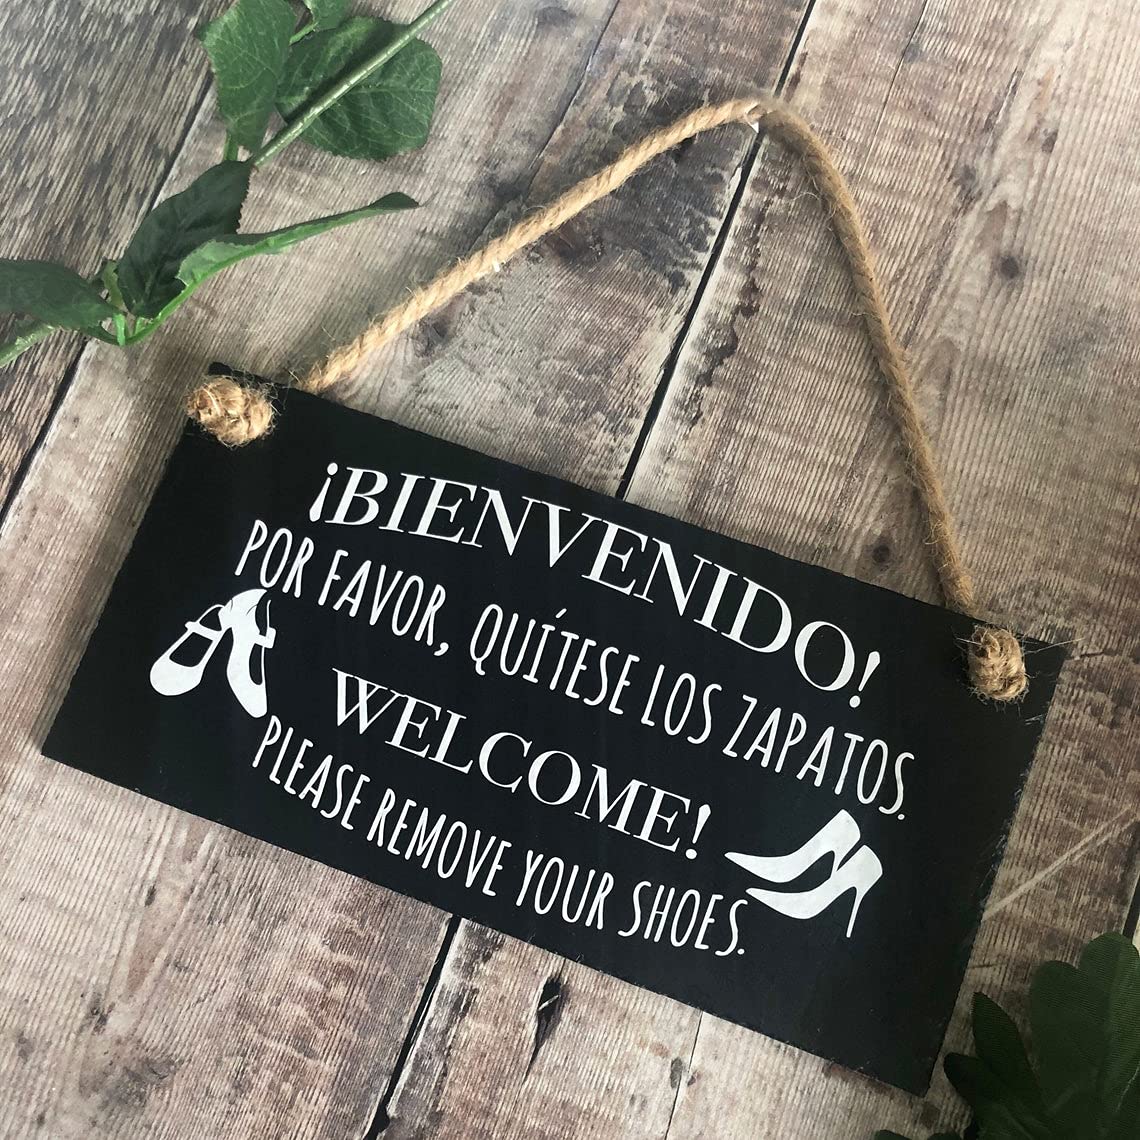 ¡BIENVENIDO!
POR FAVOR, QUÍTESE LOS ZAPATOS.
WELCOME!
PLEASE REMOVE YOUR SHOES.